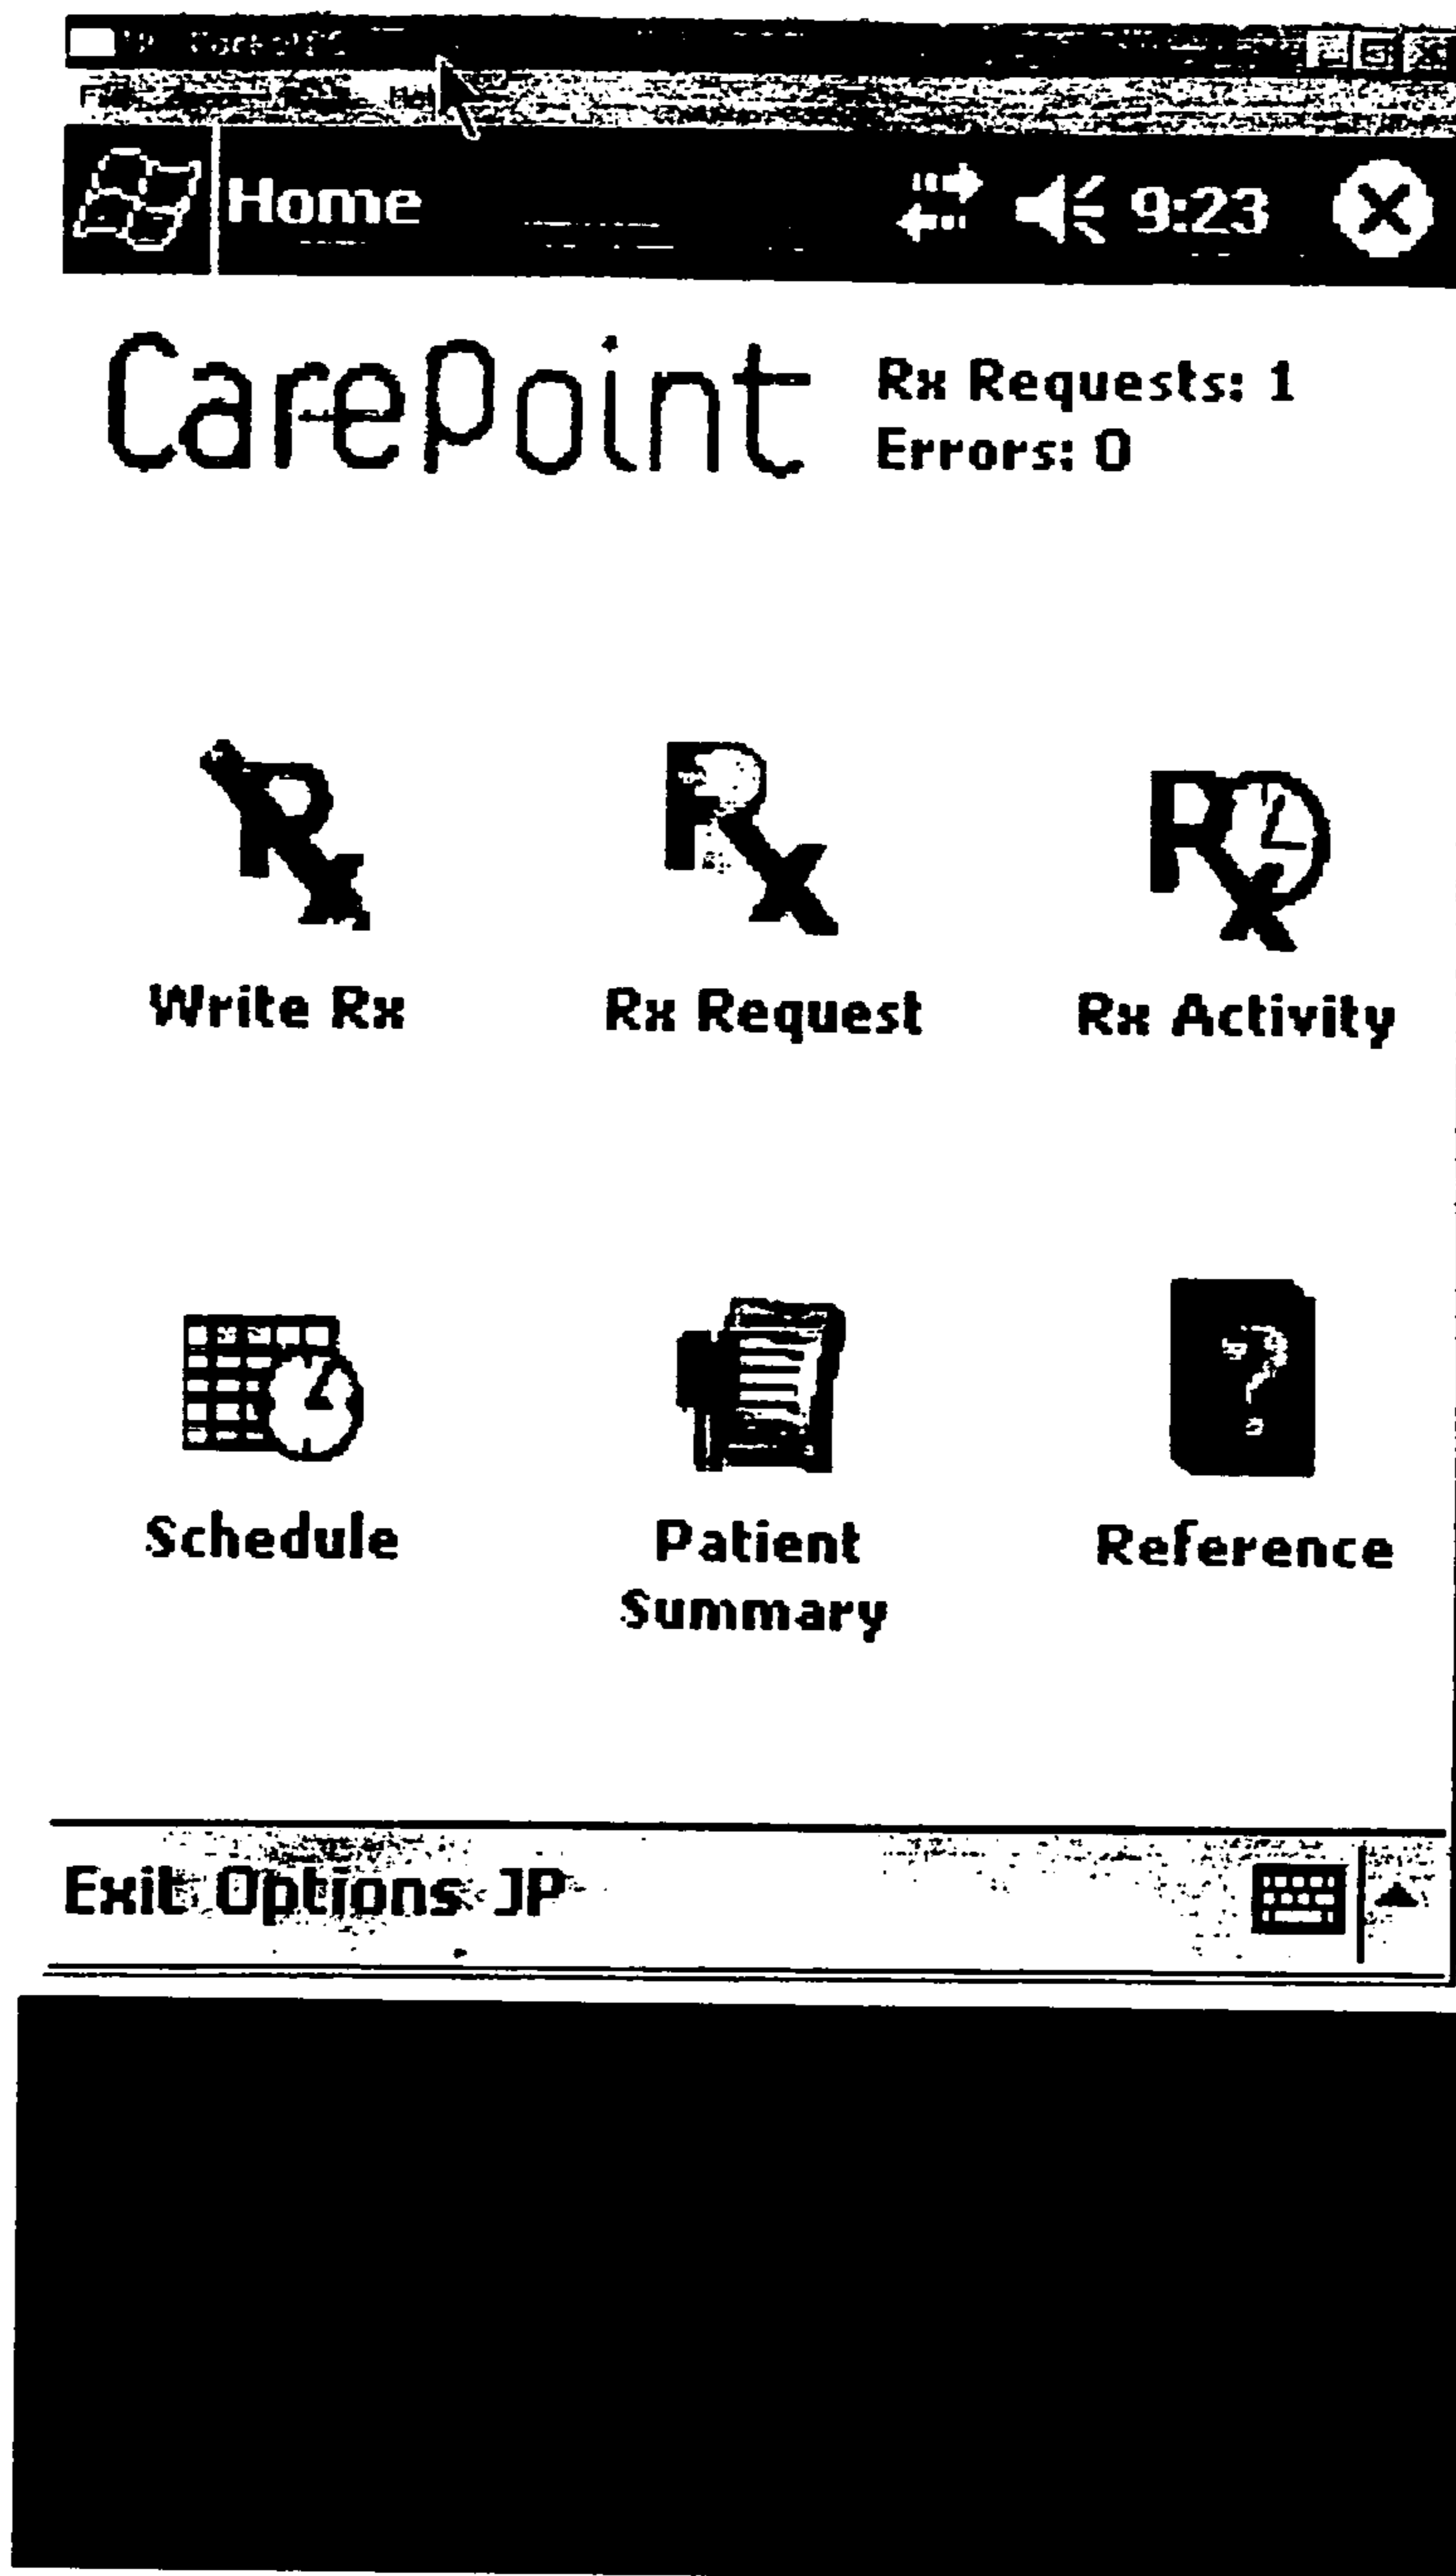 Home 9:23
CarePoint
Rx Requests: 1
Errors: 0
Write Rx Rx Request Rx Activity
Schedule Patient Summary Reference
Exit Options JP